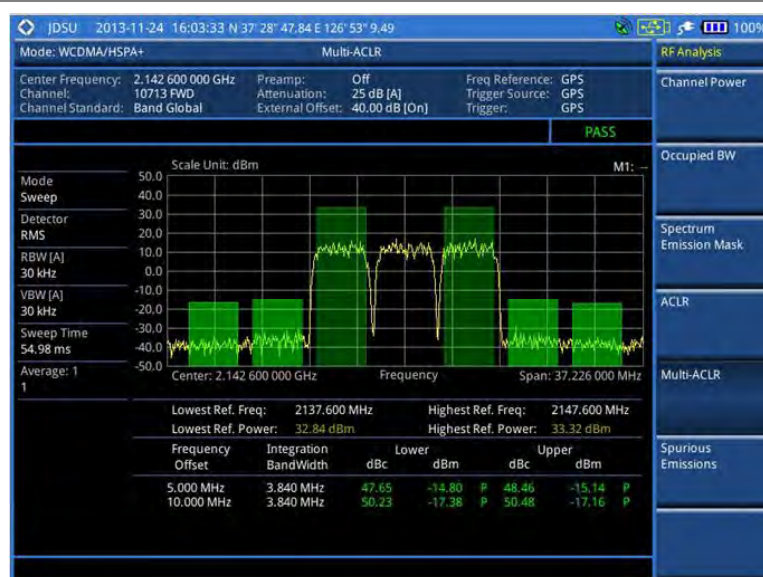 JDSU 2013-11-24 16:03:33 N 37° 28" 47,84 E 126° 53" 9,49 100%
Mode: WCDMA/HSPA+ Multi-ACLR RF Analysis
Center Frequency: 2.142 600 000 GHz Preamp: Off Freq Reference: GPS
Channel: 10713 FWD Attenuation: 25 dB [A] Trigger Source: GPS
Channel Standard: Band Global External Offset: 40.00 dB [On] Trigger: GPS
PASS
Channel Power
Occupied BW
Spectrum
Emission Mask
ACLR
Multi-ACLR
Spurious
Emissions
Scale Unit: dBm M1: --
Mode
Sweep
Detector
RMS
RBW [A]
30 kHz
VBW [A]
30 kHz
Sweep Time
54.98 ms
Average: 1
1
50.0
40.0
30.0
20.0
10.0
0.0
-10.0
-20.0
-30.0
-40.0
-50.0
Center: 2.142 600 000 GHz Frequency Span: 37.226 000 MHz
Lowest Ref. Freq: 2137.600 MHz Highest Ref. Freq: 2147.600 MHz
Lowest Ref. Power: 32.84 dBm Highest Ref. Power: 33.32 dBm
Frequency Integration Lower Upper
Offset BandWidth dBc dBm dBc dBm
5.000 MHz 3.840 MHz 47.65 -14.80 P 48.46 -15.14 P
10.000 MHz 3.840 MHz 50.23 -17.38 P 50.48 -17.16 P